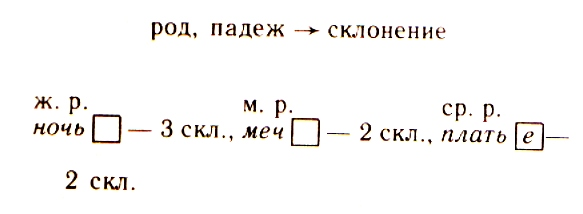 род, падеж → склонение
ж. р. м. р. ср. р.
ночь □ — 3 скл., меч □ — 2 скл., плать е —
2 скл.